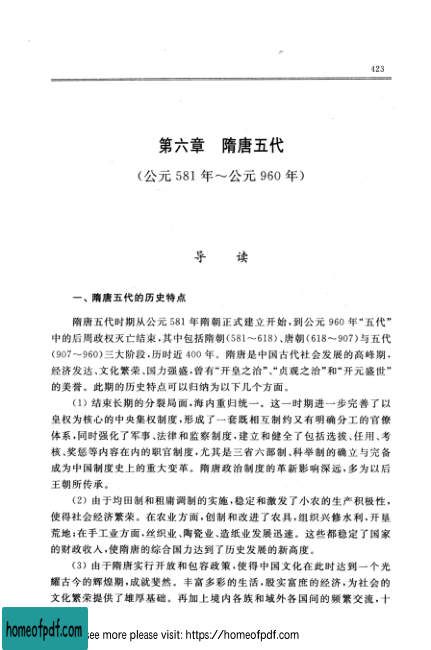 423
第六章 隋唐五代
(公元 581 年～公元 960 年)
导 读
一、隋唐五代的历史特点
隋唐五代时期从公元 581 年隋朝正式建立开始,到公元 960 年“五代”
中的后周政权灭亡结束,其中包括隋朝(581～618)、唐朝(618～907)与五代
(907～960)三大阶段,历时近 400 年。隋唐是中国古代社会发展的高峰期,
经济发达、文化繁荣、国力强盛,曾有“开皇之治”、“贞观之治”和“开元盛世”
的美誉。此期的历史特点可以归纳为以下几个方面。
(1) 结束长期的分裂局面,海内重归统一。这一时期进一步完善了以
皇权为核心的中央集权制度,形成了一套既相互制约又有明确分工的官僚
体系,同时强化了军事、法律和监察制度,建立和健全了包括选拔、任用、考
核、奖惩等内容在内的职官制度,尤其是三省六部制、科举制的确立与完备
成为中国制度史上的重大变革。隋唐政治制度的革新影响深远,多为以后
王朝所传承。
(2) 由于均田制和租庸调制的实施,稳定和激发了小农的生产积极性,
使得社会经济繁荣。在农业方面,创制和改进了农具,组织兴修水利,开垦
荒地;在手工业方面,丝织业、陶瓷业、造纸业发展迅速。这些都稳定了国家
的财政收入,使隋唐的综合国力达到了历史发展的新高度。
(3) 由于隋唐实行开放和包容政策,使得中国文化在此时达到一个光
耀古今的辉煌期,成就斐然。丰富多彩的生活,殷实富庶的经济,为社会的
文化繁荣提供了雄厚基础。再加上境内各族和域外各国间的频繁交流,十
homeofpdf.com
see more please visit: https://homeofpdf.com